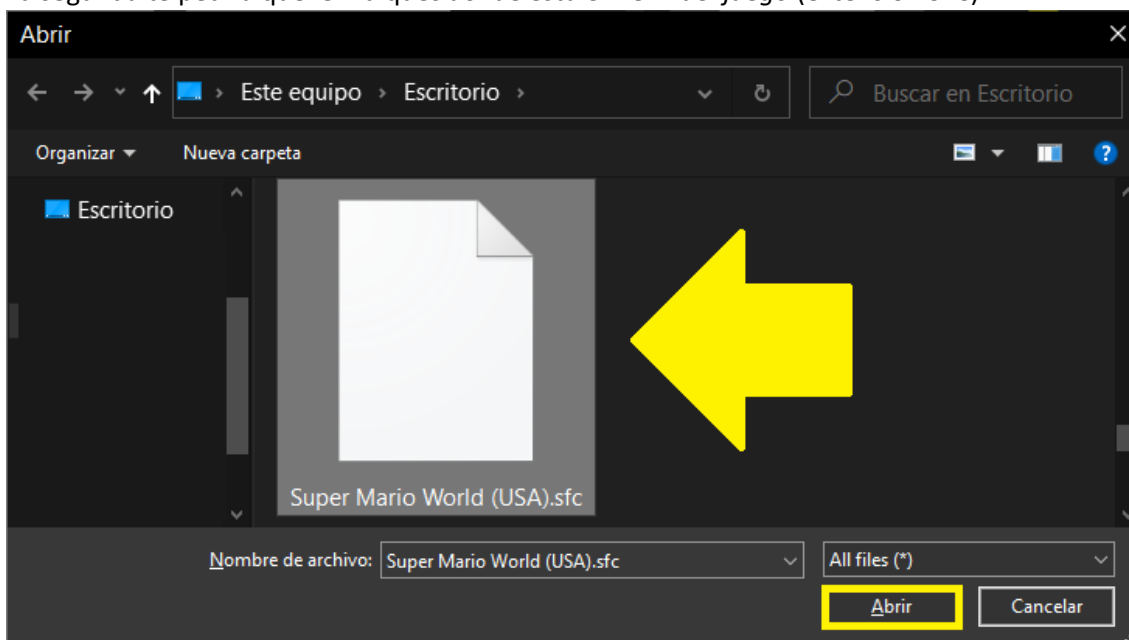 Abrir
Este equipo › Escritorio ›
Buscar en Escritorio
Organizar
Nueva carpeta
?
Escritorio
Super Mario World (USA).sfc
Nombre de archivo: Super Mario World (USA).sfc
All files (*)
Abrir
Cancelar